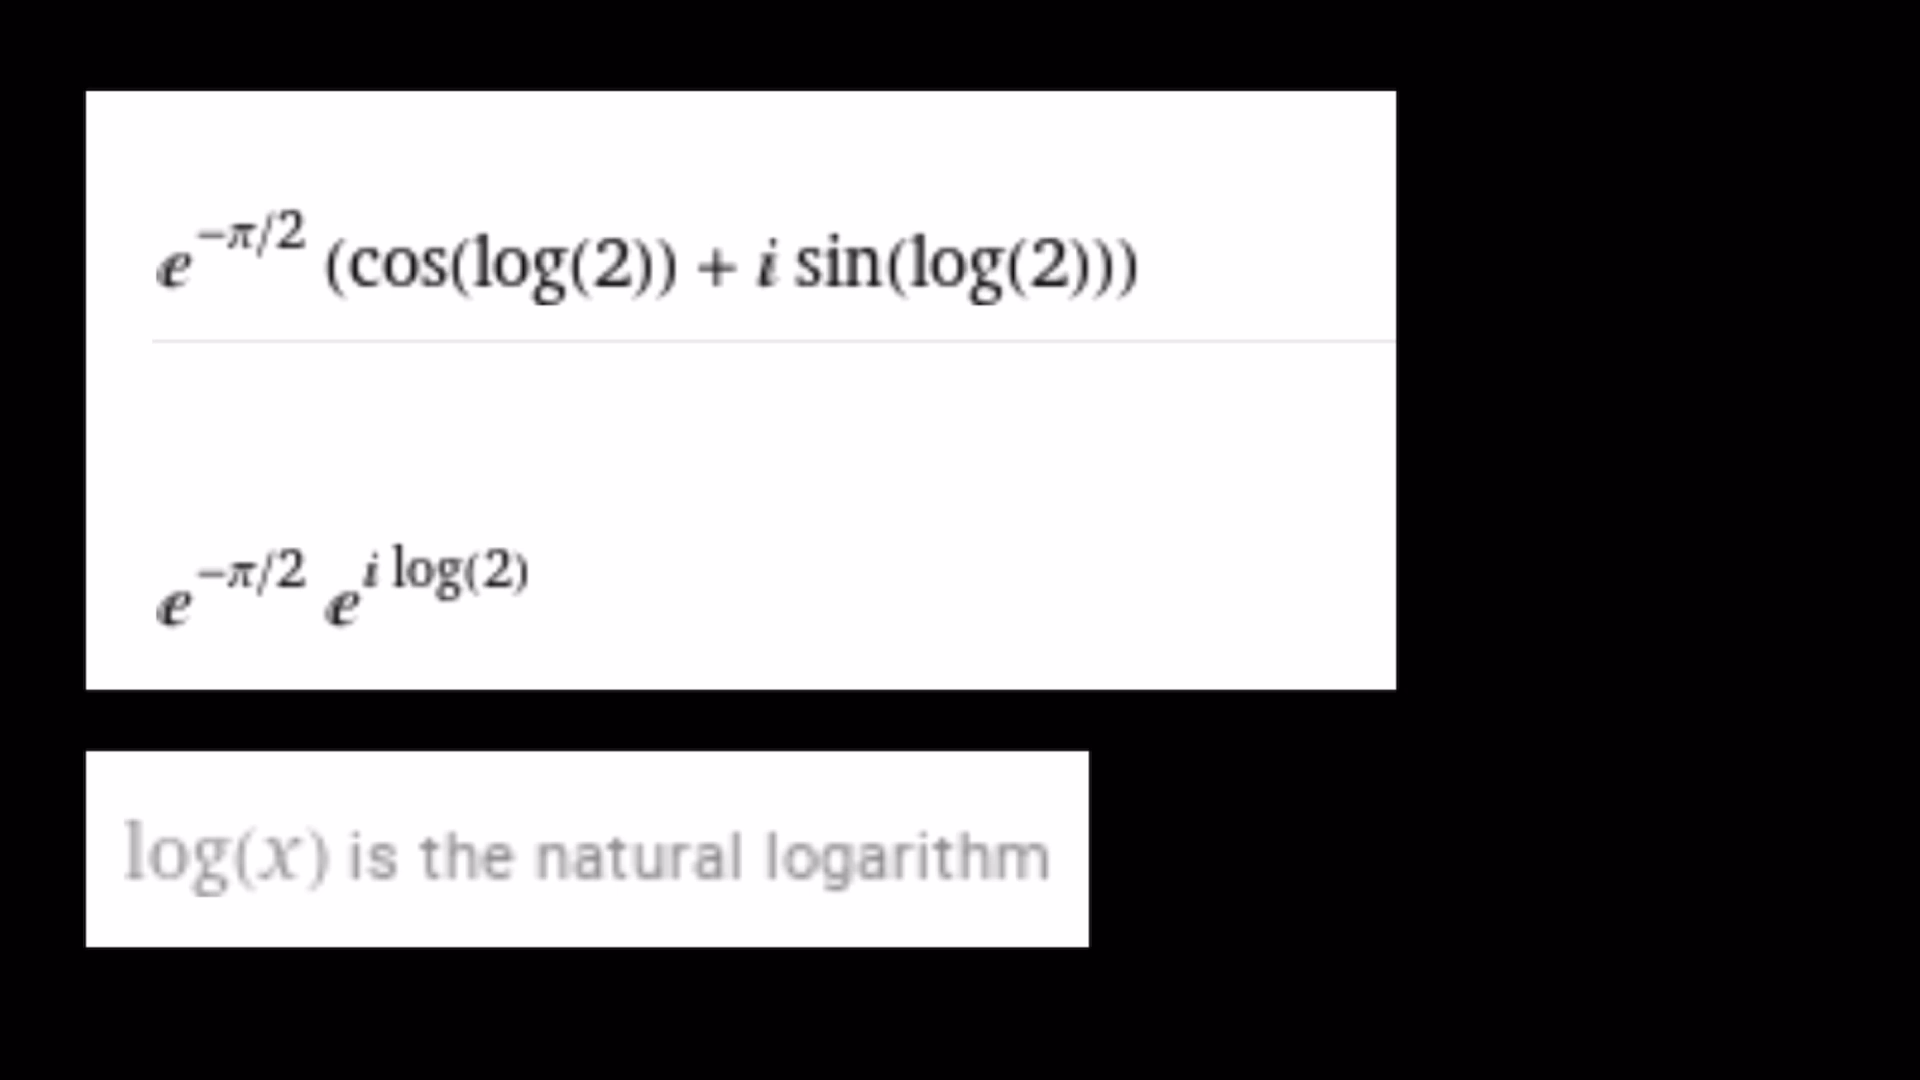 e^{-π/2} (cos(log(2)) + i sin(log(2)))
e^{-π/2} e^{i log(2)}
log(x) is the natural logarithm